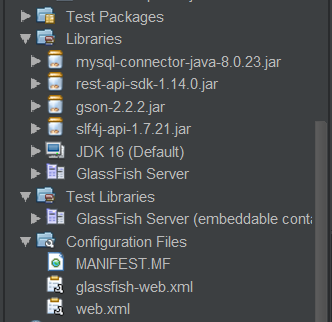 Test Packages
Libraries
mysql-connector-java-8.0.23.jar
rest-api-sdk-1.14.0.jar
gson-2.2.2.jar
slf4j-api-1.7.21.jar
JDK 16 (Default)
GlassFish Server
Test Libraries
GlassFish Server (embeddable conta
Configuration Files
MANIFEST.MF
glassfish-web.xml
web.xml